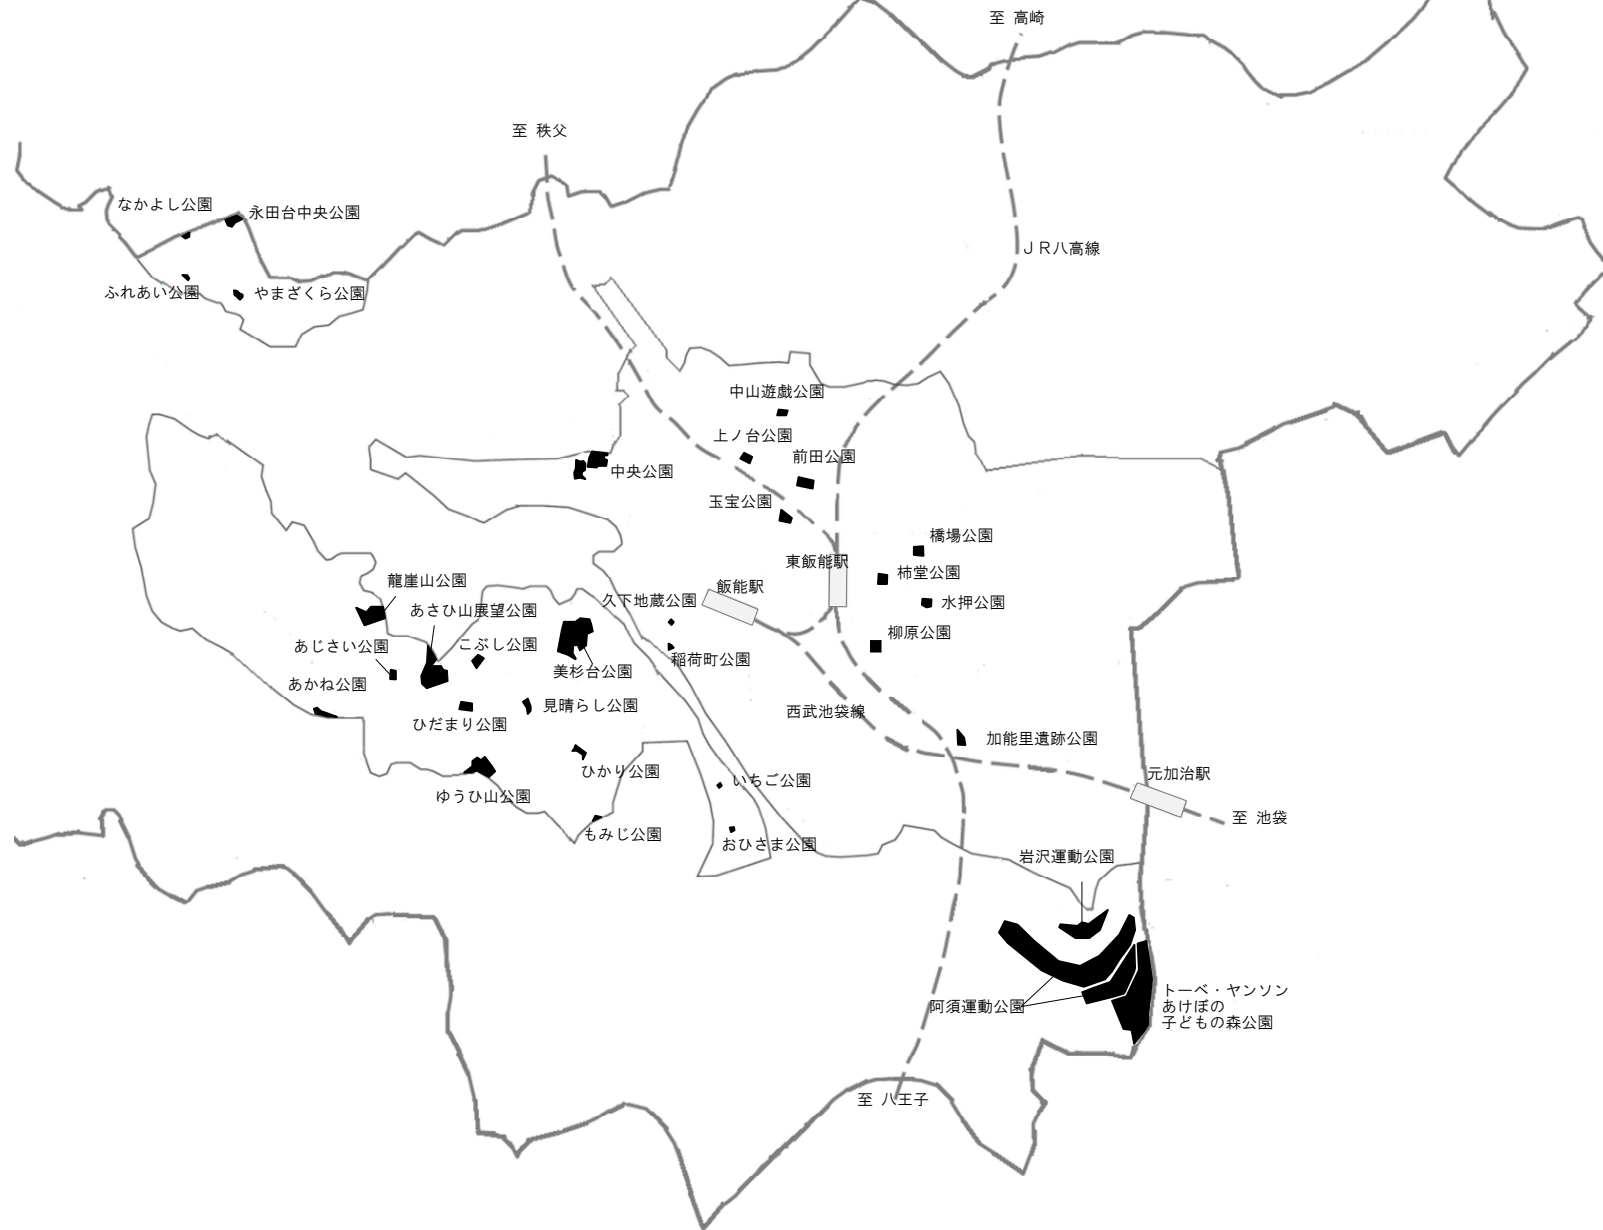 至 高崎
至 秩父
なかよし公園
永田台中央公園
ＪＲ八高線
ふれあい公園
やまざくら公園
中山遊戯公園
上ノ台公園
前田公園
中央公園
玉宝公園
橋場公園
東飯能駅
柿堂公園
龍崖山公園
飯能駅
久下地蔵公園
水押公園
あさひ山展望公園
柳原公園
あじさい公園
こぶし公園
稲荷町公園
美杉台公園
あかね公園
見晴らし公園
西武池袋線
ひだまり公園
加能里遺跡公園
ひかり公園
元加治駅
いちご公園
ゆうひ山公園
至 池袋
もみじ公園
おひさま公園
岩沢運動公園
トーベ・ヤンソン
あけぼの
子どもの森公園
阿須運動公園
至 八王子